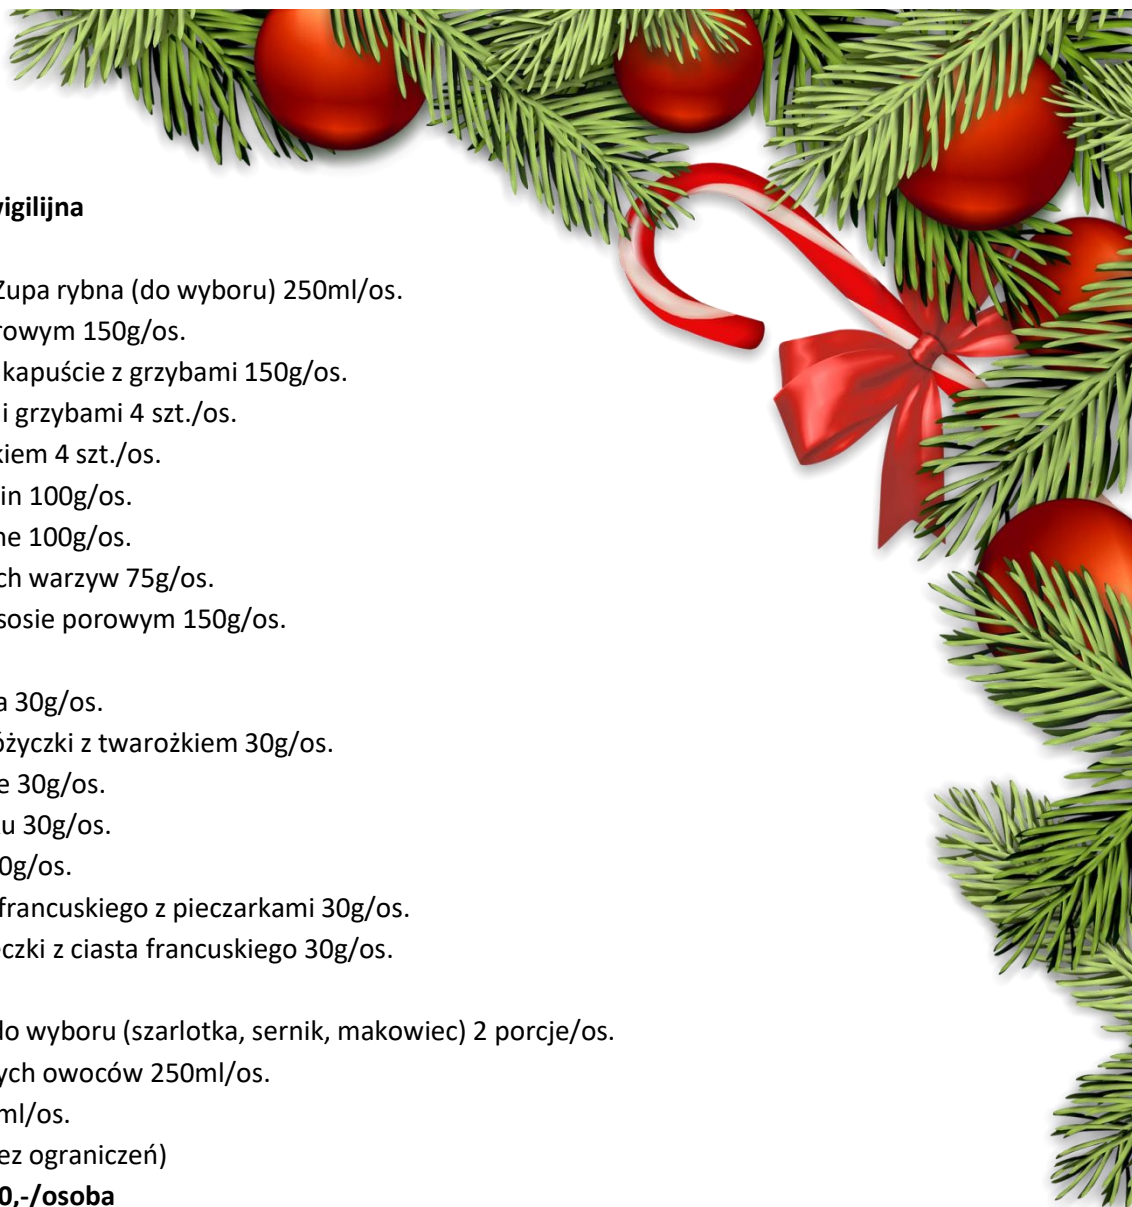 vigilijna
Zupa rybna (do wyboru) 250ml/os.
rowym 150g/os.
kapuście z grzybami 150g/os.
i grzybami 4 szt./os.
kiem 4 szt./os.
in 100g/os.
ne 100g/os.
ch warzyw 75g/os.
sosie porowym 150g/os.
a 30g/os.
óżyczki z twarożkiem 30g/os.
e 30g/os.
u 30g/os.
0g/os.
francuskiego z pieczarkami 30g/os.
eczki z ciasta francuskiego 30g/os.
do wyboru (szarlotka, sernik, makowiec) 2 porcje/os.
ych owoców 250ml/os.
ml/os.
ez ograniczeń)
0,-/osoba